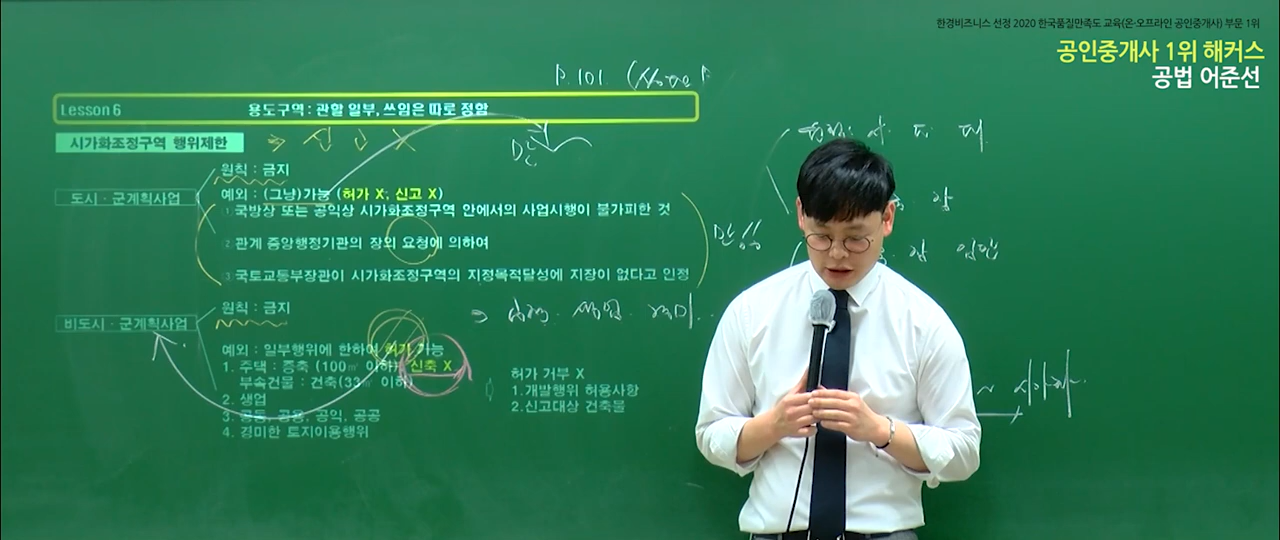 한경비즈니스 선정 2020 한국품질만족도 교육(온·오프라인 공인중개사) 부문 1위
공인중개사 1위 해커스
공법 어준선
P. 101
Lesson 6 용도구역 : 관할 일부, 쓰임은 따로 정함
시가화조정구역 행위제한
⇒ 신 고 X
도시 · 군계획사업
원칙 : 금지
예외 : (그냥)가능 (허가 X, 신고 X)
1 국방상 또는 공익상 시가화조정구역 안에서의 사업시행이 불가피한 것
2 관계 중앙행정기관의 장의 요청에 의하여
3 국토교통부장관이 시가화조정구역의 지정목적달성에 지장이 없다고 인정
비도시 · 군계획사업
원칙 : 금지
예외 : 일부행위에 한하여 허가 가능
1. 주택 : 증축 (100㎡ 이하), 신축 X
부속건물 : 건축(33㎡ 이하)
2. 생업
3. 공동, 공용, 공익, 공공
4. 경미한 토지이용행위
허가 거부 X
1.개발행위 허용사항
2.신고대상 건축물